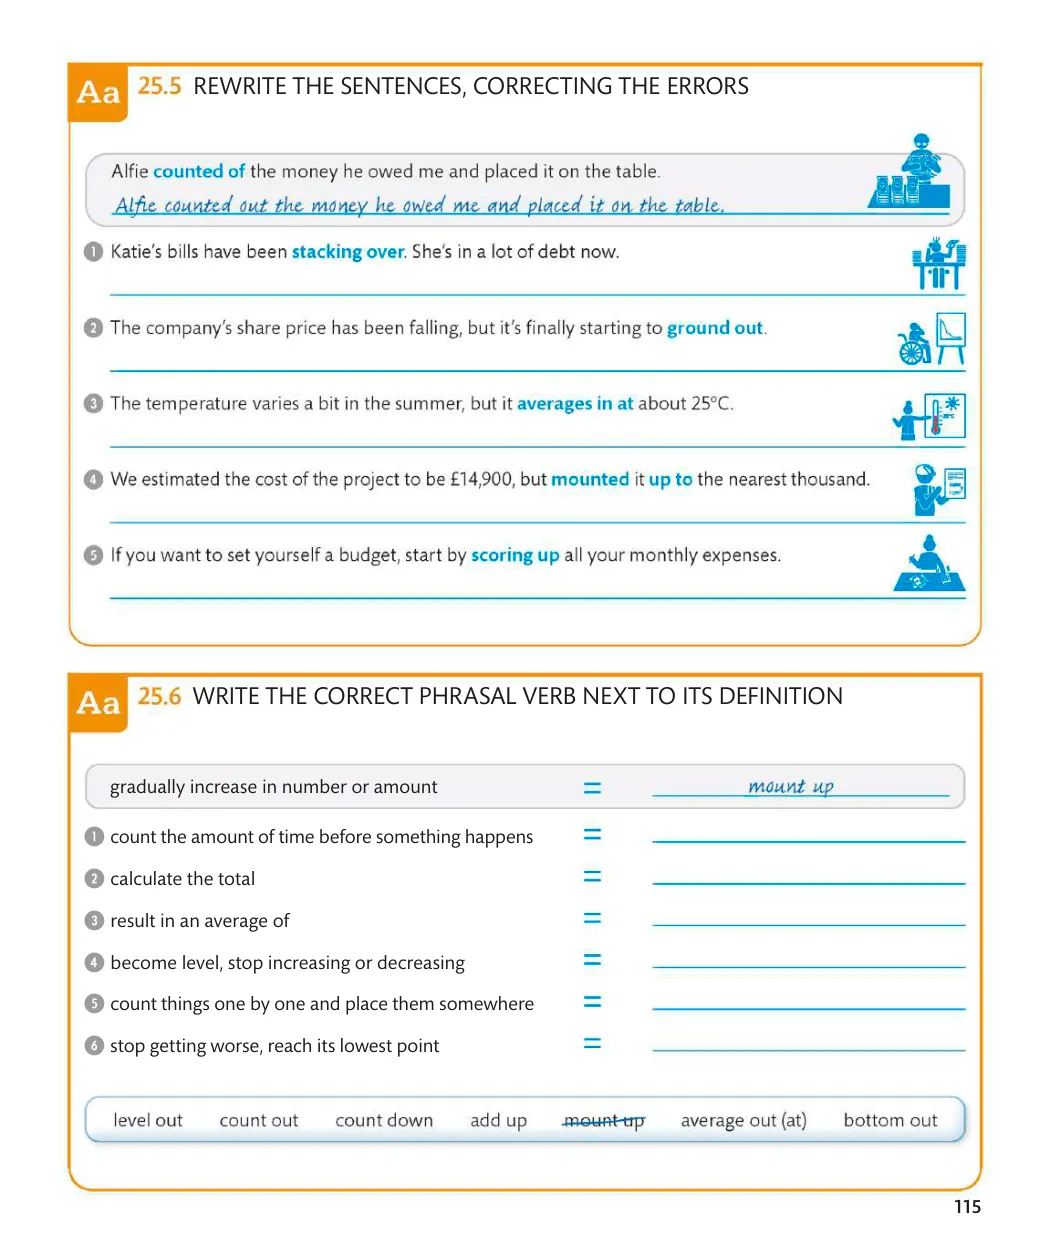 Aa 25.5 REWRITE THE SENTENCES, CORRECTING THE ERRORS
Alfie counted of the money he owed me and placed it on the table.
Alfie counted out the money he owed me and placed it on the table.
1 Katie's bills have been stacking over. She's in a lot of debt now.
2 The company's share price has been falling, but it's finally starting to ground out.
3 The temperature varies a bit in the summer, but it averages in at about 25°C.
4 We estimated the cost of the project to be £14,900, but mounted it up to the nearest thousand.
5 If you want to set yourself a budget, start by scoring up all your monthly expenses.
Aa 25.6 WRITE THE CORRECT PHRASAL VERB NEXT TO ITS DEFINITION
gradually increase in number or amount = mount up
1 count the amount of time before something happens =
2 calculate the total =
3 result in an average of =
4 become level, stop increasing or decreasing =
5 count things one by one and place them somewhere =
6 stop getting worse, reach its lowest point =
level out count out count down add up mount up average out (at) bottom out
115